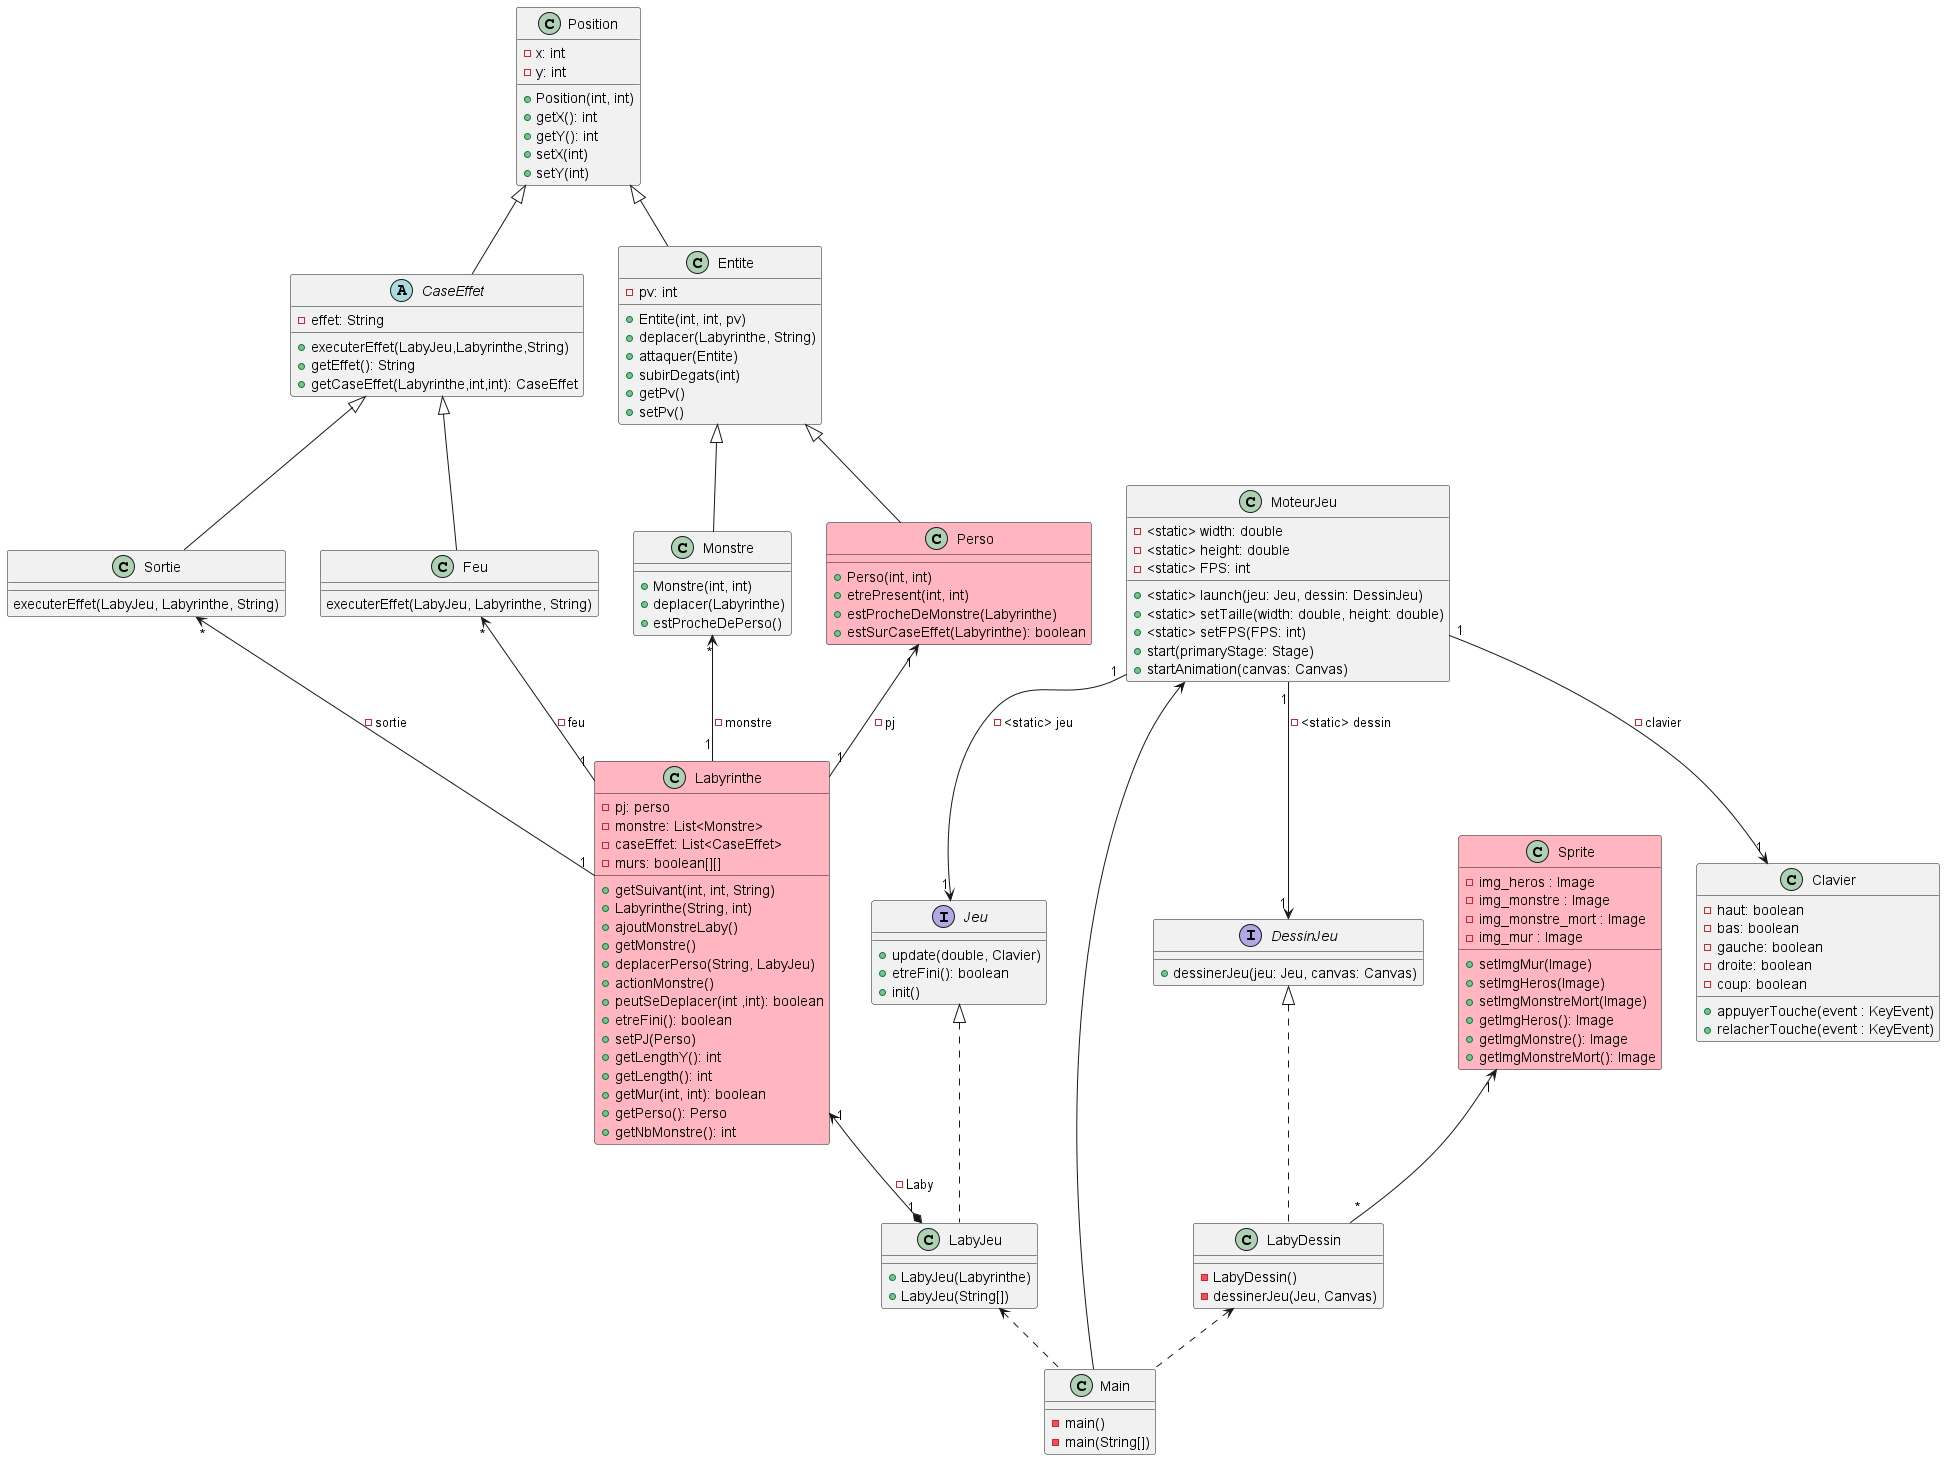 C Position
x: int
y: int
Position(int, int)
getX(): int
getY(): int
setX(int)
setY(int)
A CaseEffet
effet: String
executerEffet(LabyJeu,Labyrinthe,String)
getEffet(): String
getCaseEffet(Labyrinthe,int,int): CaseEffet
C Entite
pv: int
Entite(int, int, pv)
deplacer(Labyrinthe, String)
attaquer(Entite)
subirDegats(int)
getPv()
setPv()
C Sortie
executerEffet(LabyJeu, Labyrinthe, String)
C Feu
executerEffet(LabyJeu, Labyrinthe, String)
C Monstre
Monstre(int, int)
deplacer(Labyrinthe)
estProcheDePerso()
C Perso
Perso(int, int)
etrePresent(int, int)
estProcheDeMonstre(Labyrinthe)
estSurCaseEffet(Labyrinthe): boolean
C MoteurJeu
<static> width: double
<static> height: double
<static> FPS: int
<static> launch(jeu: Jeu, dessin: DessinJeu)
<static> setTaille(width: double, height: double)
<static> setFPS(FPS: int)
start(primaryStage: Stage)
startAnimation(canvas: Canvas)
*
*
*
1
1
1
1
sortie
feu
monstre
pj
<static> jeu
<static> dessin
clavier
1
1
1
1
C Labyrinthe
pj: perso
monstre: List<Monstre>
caseEffet: List<CaseEffet>
murs: boolean[][]
getSuivant(int, int, String)
Labyrinthe(String, int)
ajoutMonstreLaby()
getMonstre()
deplacerPerso(String, LabyJeu)
actionMonstre()
peutSeDeplacer(int ,int): boolean
etreFini(): boolean
setPJ(Perso)
getLengthY(): int
getLength(): int
getMur(int, int): boolean
getPerso(): Perso
getNbMonstre(): int
1
1
1
I Jeu
update(double, Clavier)
etreFini(): boolean
init()
I DessinJeu
dessinerJeu(jeu: Jeu, canvas: Canvas)
C Sprite
img_heros : Image
img_monstre : Image
img_monstre_mort : Image
img_mur : Image
setImgMur(Image)
setImgHeros(Image)
setImgMonstreMort(Image)
getImgHeros(): Image
getImgMonstre(): Image
getImgMonstreMort(): Image
C Clavier
haut: boolean
bas: boolean
gauche: boolean
droite: boolean
coup: boolean
appuyerTouche(event : KeyEvent)
relacherTouche(event : KeyEvent)
1
1
Laby
1
*
C LabyJeu
LabyJeu(Labyrinthe)
LabyJeu(String[])
C LabyDessin
LabyDessin()
dessinerJeu(Jeu, Canvas)
C Main
main()
main(String[])